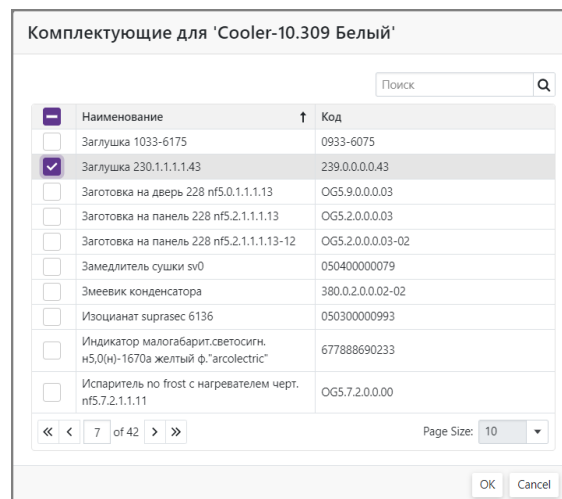 Комплектующие для 'Cooler-10.309 Белый'
Поиск
Наименование ↑ Код
Заглушка 1033-6175 0933-6075
Заглушка 230.1.1.1.1.43 239.0.0.0.0.43
Заготовка на дверь 228 nf5.0.1.1.1.13 OG5.9.0.0.0.03
Заготовка на панель 228 nf5.2.1.1.1.13 OG5.2.0.0.0.03
Заготовка на панель 228 nf5.2.1.1.1.13-12 OG5.2.0.0.0.03-02
Замедлитель сушки sv0 050400000079
Змеевик конденсатора 380.0.2.0.0.02-02
Изоцианат suprasec 6136 050300000993
Индикатор малогабарит.светосигн.
н5,0(н)-1670а желтый ф."arcolectric" 677888690233
Испаритель no frost с нагревателем черт.
nf5.7.2.1.1.11 OG5.7.2.0.0.00
7 of 42 Page Size: 10
OK Cancel